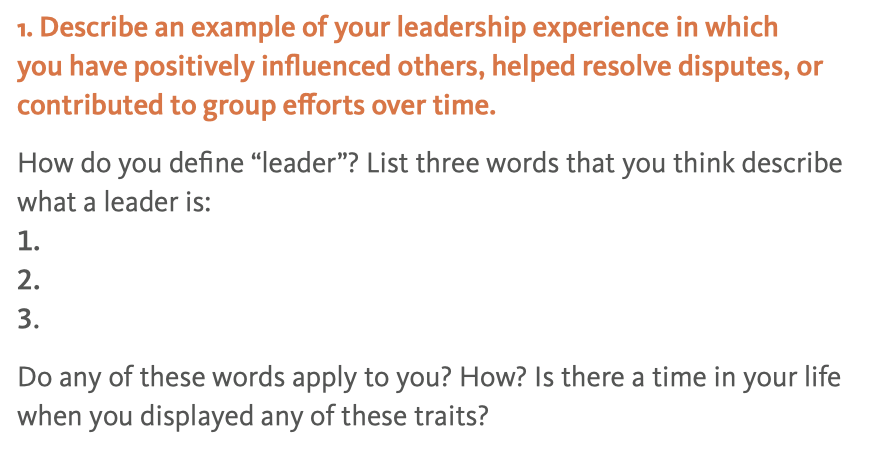 1. Describe an example of your leadership experience in which
you have positively influenced others, helped resolve disputes, or
contributed to group efforts over time.
How do you define “leader”? List three words that you think describe
what a leader is:
1.
2.
3.
Do any of these words apply to you? How? Is there a time in your life
when you displayed any of these traits?